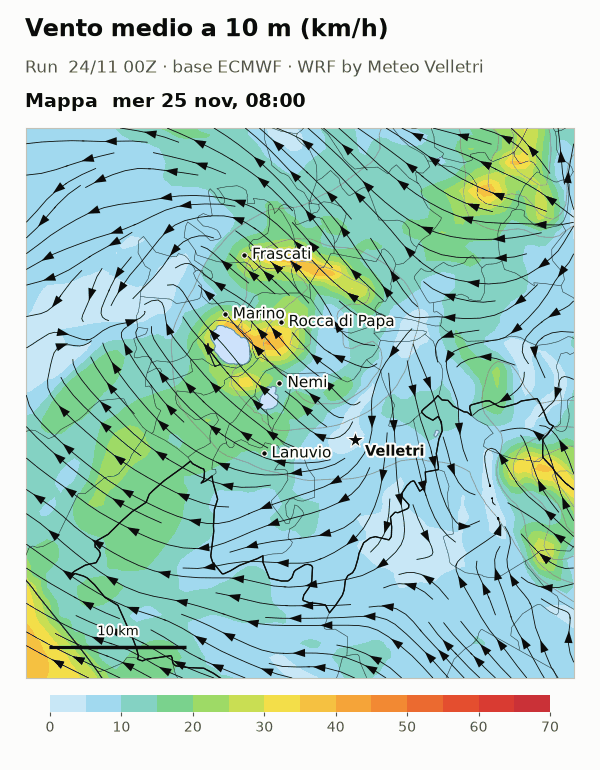 Vento medio a 10 m (km/h)
Run  24/11 00Z · base ECMWF · WRF by Meteo Velletri
Mappa  mer 25 nov, 08:00
Frascati
Marino
Rocca di Papa
Nemi
Velletri
Lanuvio
10 km
0 10 20 30 40 50 60 70